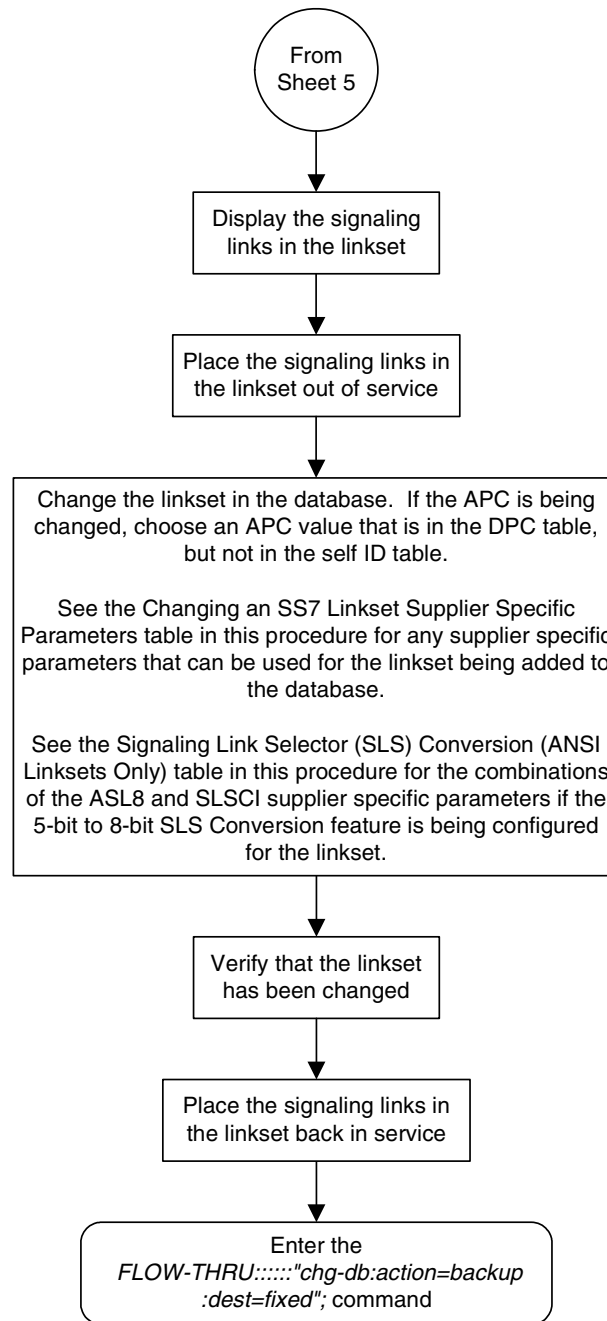 From
Sheet 5
Display the signaling
links in the linkset
Place the signaling links in
the linkset out of service
Change the linkset in the database.  If the APC is being
changed, choose an APC value that is in the DPC table,
but not in the self ID table.
See the Changing an SS7 Linkset Supplier Specific
Parameters table in this procedure for any supplier specific
parameters that can be used for the linkset being added to
the database.
See the Signaling Link Selector (SLS) Conversion (ANSI
Linksets Only) table in this procedure for the combinations
of the ASL8 and SLSCI supplier specific parameters if the
5-bit to 8-bit SLS Conversion feature is being configured
for the linkset.
Verify that the linkset
has been changed
Place the signaling links in
the linkset back in service
Enter the
FLOW-THRU::::::"chg-db:action=backup
:dest=fixed"; command